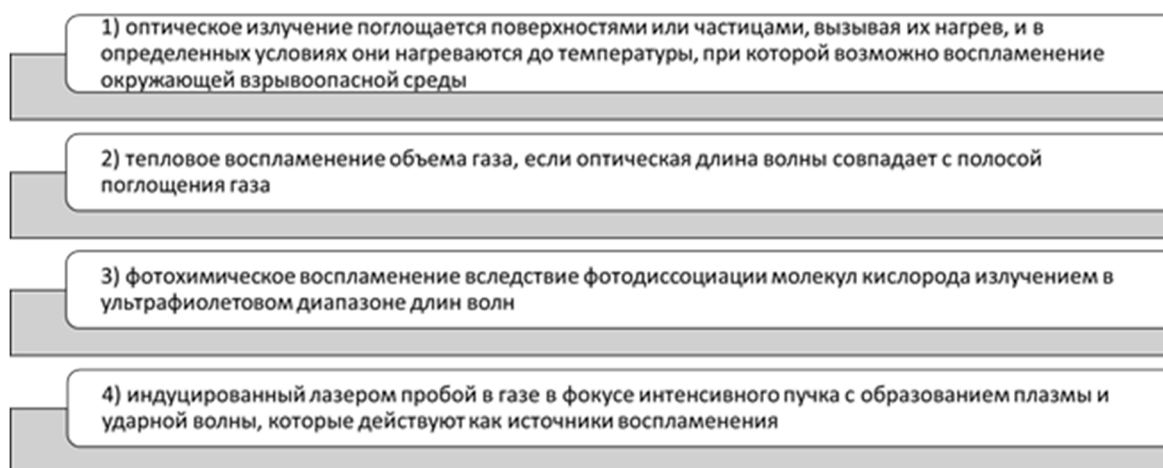 1) оптическое излучение поглощается поверхностями или частицами, вызывая их нагрев, и в
определенных условиях они нагреваются до температуры, при которой возможно воспламенение
окружающей взрывоопасной среды
2) тепловое воспламенение объема газа, если оптическая длина волны совпадает с полосой
поглощения газа
3) фотохимическое воспламенение вследствие фотодиссоциации молекул кислорода излучением в
ультрафиолетовом диапазоне длин волн
4) индуцированный лазером пробой в газе в фокусе интенсивного пучка с образованием плазмы и
ударной волны, которые действуют как источники воспламенения